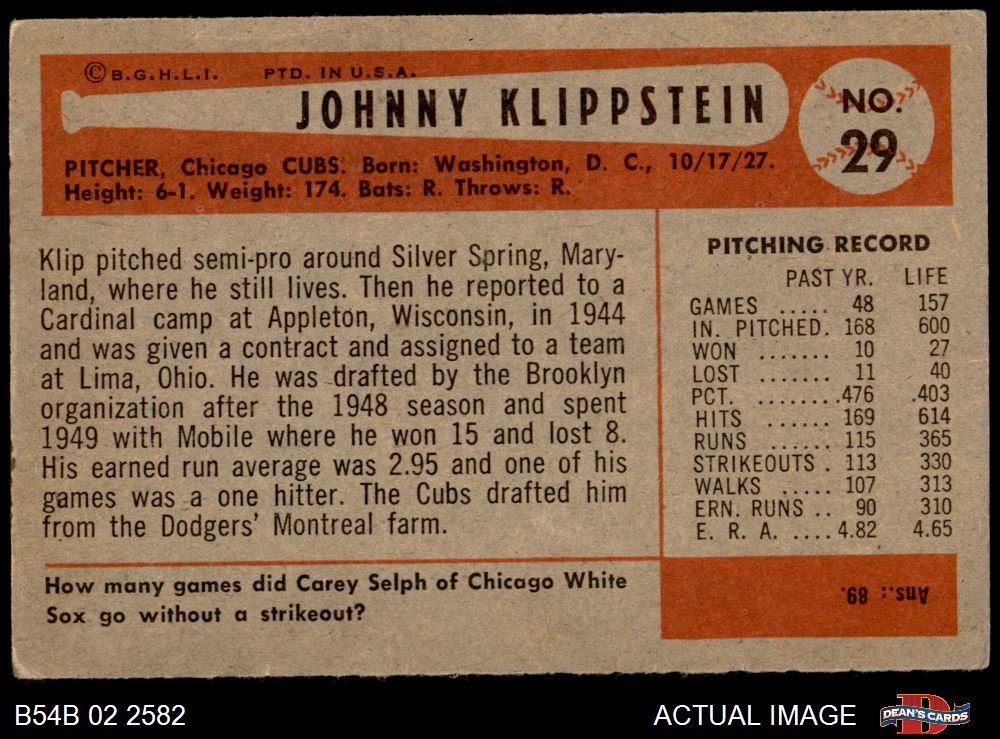 ©B.G.H.L.I. PTD. IN U.S.A.
JOHNNY KLIPPSTEIN
NO.
29
PITCHER, Chicago CUBS. Born: Washington, D. C., 10/17/27.
Height: 6-1. Weight: 174. Bats: R. Throws: R.
Klip pitched semi-pro around Silver Spring, Mary-
land, where he still lives. Then he reported to a
Cardinal camp at Appleton, Wisconsin, in 1944
and was given a contract and assigned to a team
at Lima, Ohio. He was drafted by the Brooklyn
organization after the 1948 season and spent
1949 with Mobile where he won 15 and lost 8.
His earned run average was 2.95 and one of his
games was a one hitter. The Cubs drafted him
from the Dodgers' Montreal farm.
PITCHING RECORD
PAST YR. LIFE
GAMES ..... 48 157
IN. PITCHED. 168 600
WON ....... 10 27
LOST ....... 11 40
PCT. ........ .476 .403
HITS ...... 169 614
RUNS ...... 115 365
STRIKEOUTS . 113 330
WALKS ..... 107 313
ERN. RUNS .. 90 310
E. R. A. .... 4.82 4.65
How many games did Carey Selph of Chicago White
Sox go without a strikeout?
Ans.: 89.
B54B 02 2582
ACTUAL IMAGE
D
DEAN'S CARDS